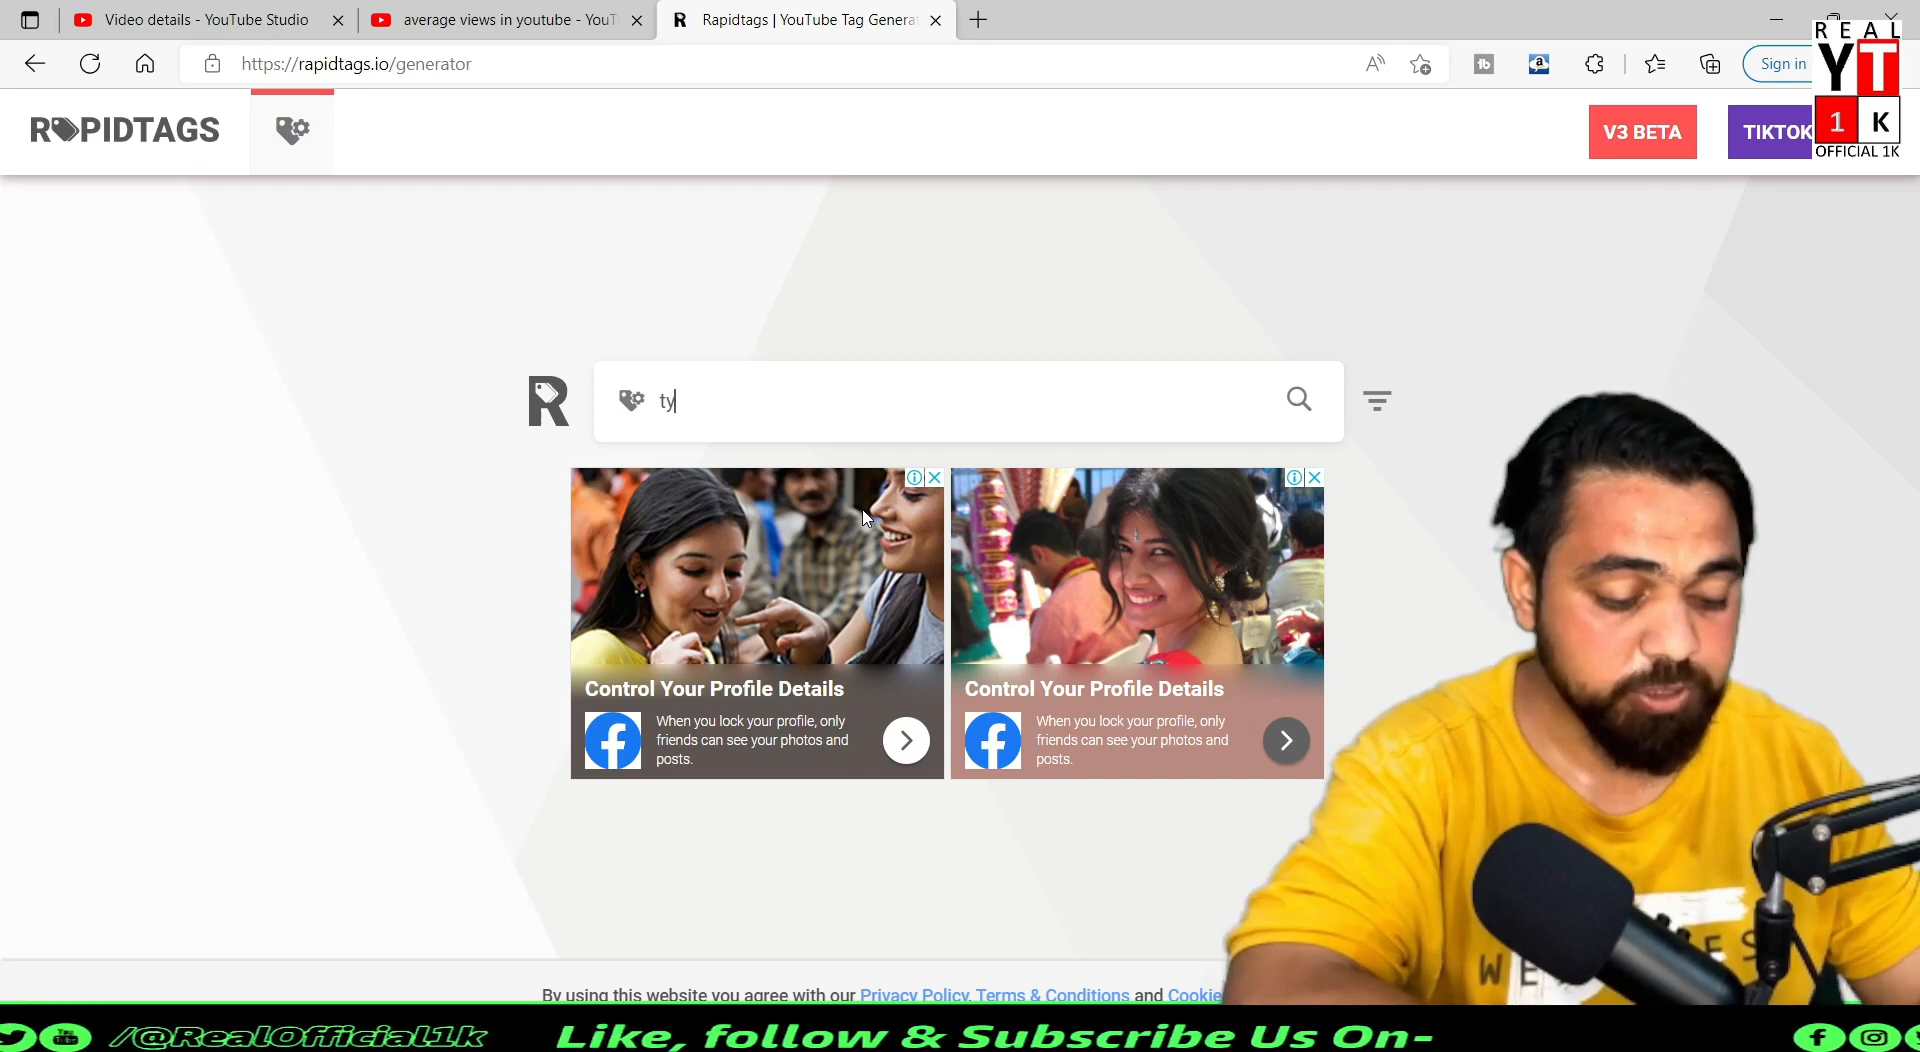 Video details - YouTube Studio
average views in youtube - YouT
Rapidtags | YouTube Tag Genera
https://rapidtags.io/generator
Sign in
REAL
YT
1 K
OFFICIAL 1K
RAPIDTAGS
V3 BETA
TIKTOK
ty
Control Your Profile Details
When you lock your profile, only
friends can see your photos and
posts.
Control Your Profile Details
When you lock your profile, only
friends can see your photos and
posts.
By using this website you agree with our Privacy Policy, Terms & Conditions and Cookie
/@RealOfficial1k
Like, follow & Subscribe Us On-